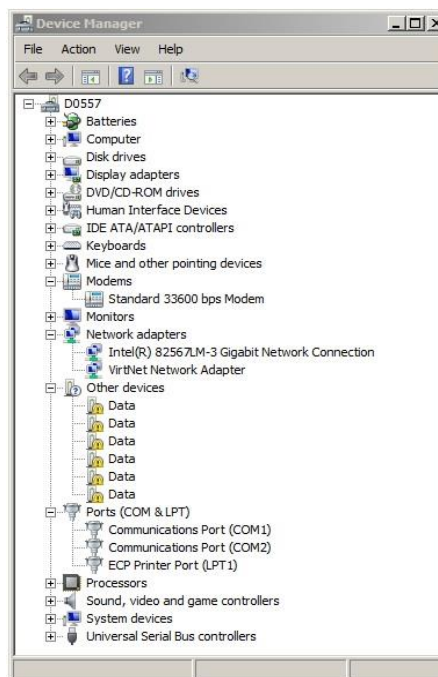 Device Manager
File Action View Help
D0557
Batteries
Computer
Disk drives
Display adapters
DVD/CD-ROM drives
Human Interface Devices
IDE ATA/ATAPI controllers
Keyboards
Mice and other pointing devices
Modems
Standard 33600 bps Modem
Monitors
Network adapters
Intel(R) 82567LM-3 Gigabit Network Connection
VirtNet Network Adapter
Other devices
Data
Data
Data
Data
Data
Data
Ports (COM & LPT)
Communications Port (COM1)
Communications Port (COM2)
ECP Printer Port (LPT1)
Processors
Sound, video and game controllers
System devices
Universal Serial Bus controllers